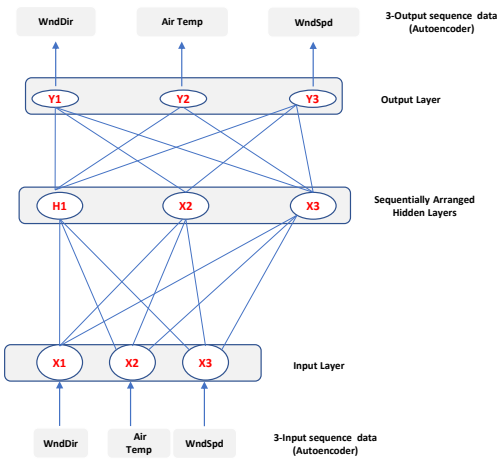 WndDir
Air Temp
WndSpd
3-Output sequence data
(Autoencoder)
Y1
Y2
Y3
Output Layer
H1
X2
X3
Sequentially Arranged
Hidden Layers
X1
X2
X3
Input Layer
WndDir
Air
Temp
WndSpd
3-Input sequence data
(Autoencoder)